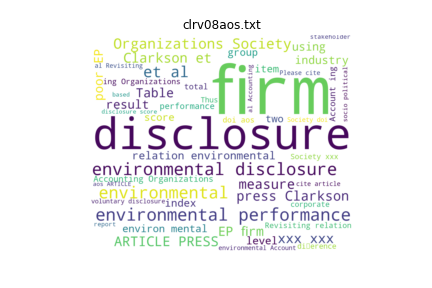 clrv08aos.txt
stakeholder
al Revisiting
Organizations Society
using
Clarkson et
group
industry
poor EP
et al
item
Please cite
ing Organizations
total
firm
al Accounting
Account ing
socio political
Table
based
Thus
performance
result
disclosure score
score
doi aos
two
Society doi
disclosure
relation environmental
Society xxx
environmental disclosure
Accounting Organizations
measure
aos ARTICLE
cite article
environmental
press Clarkson
voluntary disclosure
index
corporate
environmental performance
report
environ mental
EP firm
Revisiting relation
ARTICLE PRESS
level
xxx xxx
environmental Account
diDerence